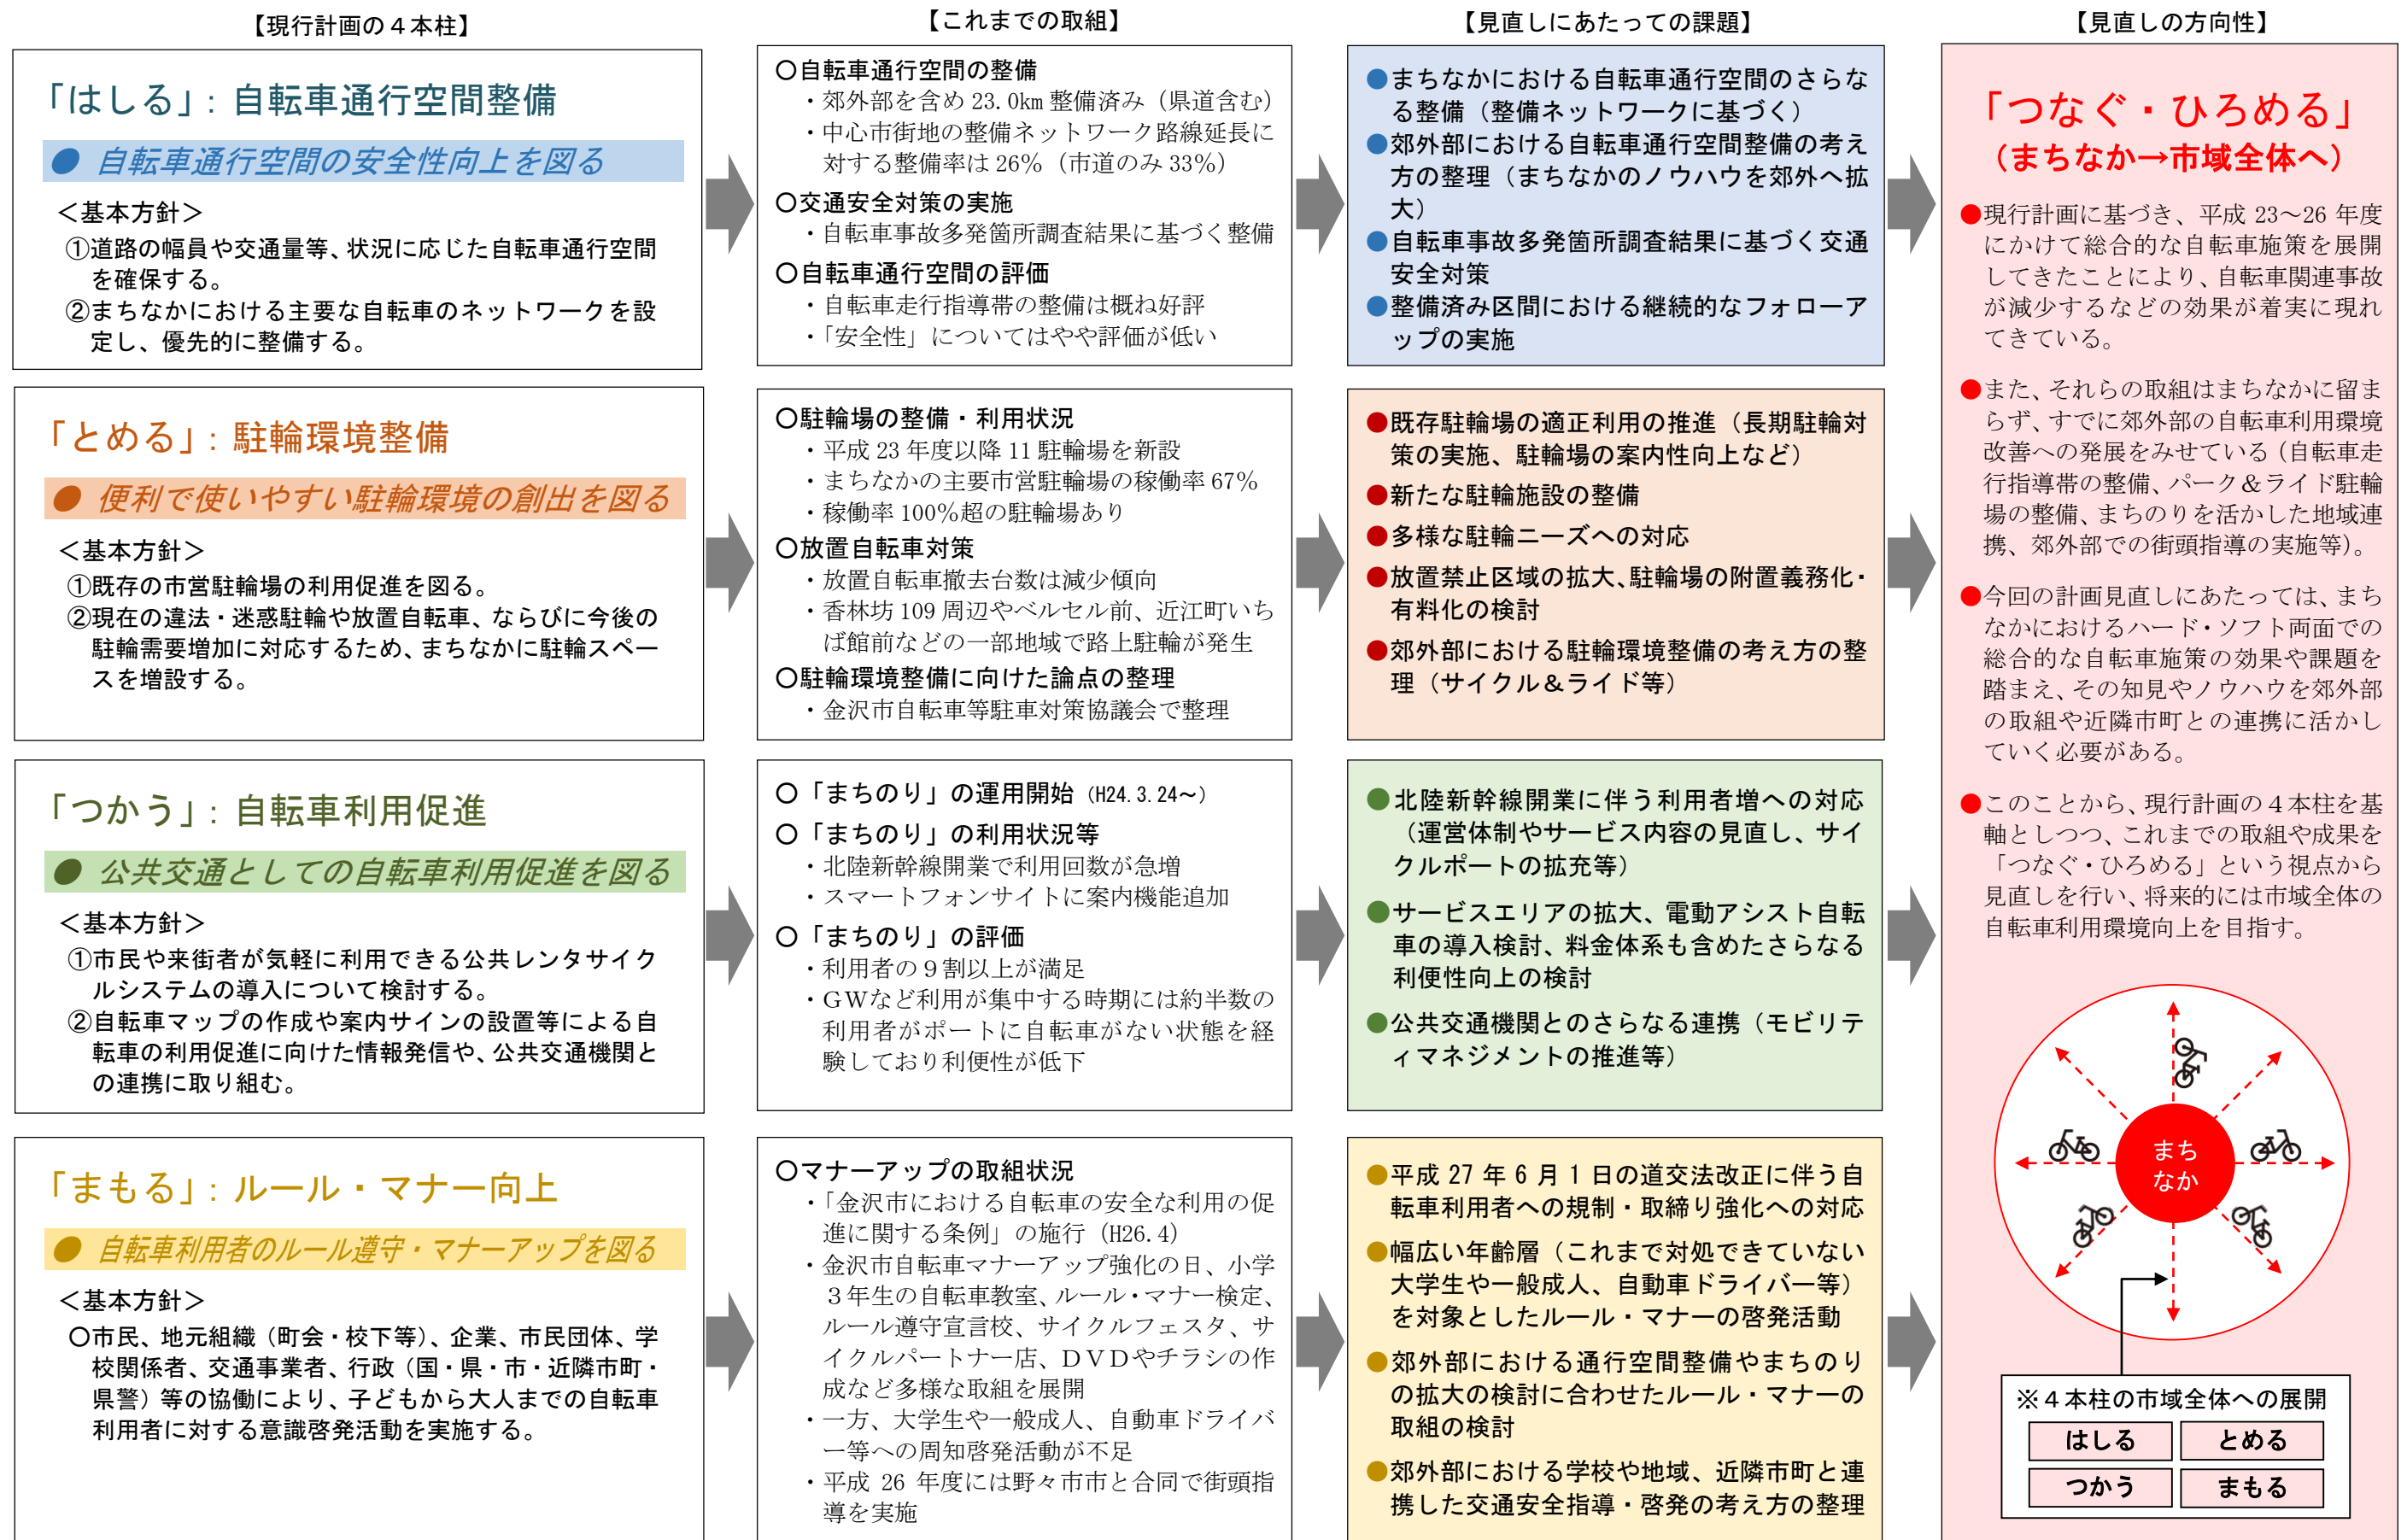 【現行計画の４本柱】
「はしる」：自転車通行空間整備
● 自転車通行空間の安全性向上を図る
＜基本方針＞
①道路の幅員や交通量等、状況に応じた自転車通行空間
を確保する。
②まちなかにおける主要な自転車のネットワークを設
定し、優先的に整備する。
「とめる」：駐輪環境整備
● 便利で使いやすい駐輪環境の創出を図る
＜基本方針＞
①既存の市営駐輪場の利用促進を図る。
②現在の違法・迷惑駐輪や放置自転車、ならびに今後の
駐輪需要増加に対応するため、まちなかに駐輪スペー
スを増設する。
「つかう」：自転車利用促進
● 公共交通としての自転車利用促進を図る
＜基本方針＞
①市民や来街者が気軽に利用できる公共レンタサイク
ルシステムの導入について検討する。
②自転車マップの作成や案内サインの設置等による自
転車の利用促進に向けた情報発信や、公共交通機関と
の連携に取り組む。
「まもる」：ルール・マナー向上
● 自転車利用者のルール遵守・マナーアップを図る
＜基本方針＞
○市民、地元組織（町会・校下等）、企業、市民団体、学
校関係者、交通事業者、行政（国・県・市・近隣市町・
県警）等の協働により、子どもから大人までの自転車
利用者に対する意識啓発活動を実施する。
【これまでの取組】
○自転車通行空間の整備
・郊外部を含め 23.0km 整備済み（県道含む）
・中心市街地の整備ネットワーク路線延長に
対する整備率は 26％（市道のみ 33％）
○交通安全対策の実施
・自転車事故多発箇所調査結果に基づく整備
○自転車通行空間の評価
・自転車走行指導帯の整備は概ね好評
・「安全性」についてはやや評価が低い
○駐輪場の整備・利用状況
・平成 23 年度以降 11 駐輪場を新設
・まちなかの主要市営駐輪場の稼働率 67％
・稼働率 100％超の駐輪場あり
○放置自転車対策
・放置自転車撤去台数は減少傾向
・香林坊 109 周辺やベルセル前、近江町いち
ば館前などの一部地域で路上駐輪が発生
○駐輪環境整備に向けた論点の整理
・金沢市自転車等駐車対策協議会で整理
○「まちのり」の運用開始（H24.3.24～）
○「まちのり」の利用状況等
・北陸新幹線開業で利用回数が急増
・スマートフォンサイトに案内機能追加
○「まちのり」の評価
・利用者の９割以上が満足
・ＧＷなど利用が集中する時期には約半数の
利用者がポートに自転車がない状態を経
験しており利便性が低下
○マナーアップの取組状況
・「金沢市における自転車の安全な利用の促
進に関する条例」の施行（H26.4）
・金沢市自転車マナーアップ強化の日、小学
３年生の自転車教室、ルール・マナー検定、
ルール遵守宣言校、サイクルフェスタ、サ
イクルパートナー店、ＤＶＤやチラシの作
成など多様な取組を展開
・一方、大学生や一般成人、自動車ドライバ
ー等への周知啓発活動が不足
・平成 26 年度には野々市市と合同で街頭指
導を実施
【見直しにあたっての課題】
●まちなかにおける自転車通行空間のさらな
る整備（整備ネットワークに基づく）
●郊外部における自転車通行空間整備の考え
方の整理（まちなかのノウハウを郊外へ拡
大）
●自転車事故多発箇所調査結果に基づく交通
安全対策
●整備済み区間における継続的なフォローア
ップの実施
●既存駐輪場の適正利用の推進（長期駐輪対
策の実施、駐輪場の案内性向上など）
●新たな駐輪施設の整備
●多様な駐輪ニーズへの対応
●放置禁止区域の拡大、駐輪場の附置義務化・
有料化の検討
●郊外部における駐輪環境整備の考え方の整
理（サイクル＆ライド等）
●北陸新幹線開業に伴う利用者増への対応
（運営体制やサービス内容の見直し、サイ
クルポートの拡充等）
●サービスエリアの拡大、電動アシスト自転
車の導入検討、料金体系も含めたさらなる
利便性向上の検討
●公共交通機関とのさらなる連携（モビリテ
ィマネジメントの推進等）
●平成 27 年 6 月 1 日の道交法改正に伴う自
転車利用者への規制・取締り強化への対応
●幅広い年齢層（これまで対処できていない
大学生や一般成人、自動車ドライバー等）
を対象としたルール・マナーの啓発活動
●郊外部における通行空間整備やまちのり
の拡大の検討に合わせたルール・マナーの
取組の検討
●郊外部における学校や地域、近隣市町と連
携した交通安全指導・啓発の考え方の整理
【見直しの方向性】
「つなぐ・ひろめる」
（まちなか→市域全体へ）
●現行計画に基づき、平成 23～26 年度
にかけて総合的な自転車施策を展開
してきたことにより、自転車関連事故
が減少するなどの効果が着実に現れ
てきている。
●また、それらの取組はまちなかに留ま
らず、すでに郊外部の自転車利用環境
改善への発展をみせている（自転車走
行指導帯の整備、パーク＆ライド駐輪
場の整備、まちのりを活かした地域連
携、郊外部での街頭指導の実施等）。
●今回の計画見直しにあたっては、まち
なかにおけるハード・ソフト両面での
総合的な自転車施策の効果や課題を
踏まえ、その知見やノウハウを郊外部
の取組や近隣市町との連携に活かし
ていく必要がある。
●このことから、現行計画の４本柱を基
軸としつつ、これまでの取組や成果を
「つなぐ・ひろめる」という視点から
見直しを行い、将来的には市域全体の
自転車利用環境向上を目指す。
まち
なか
※４本柱の市域全体への展開
はしる
とめる
つかう
まもる